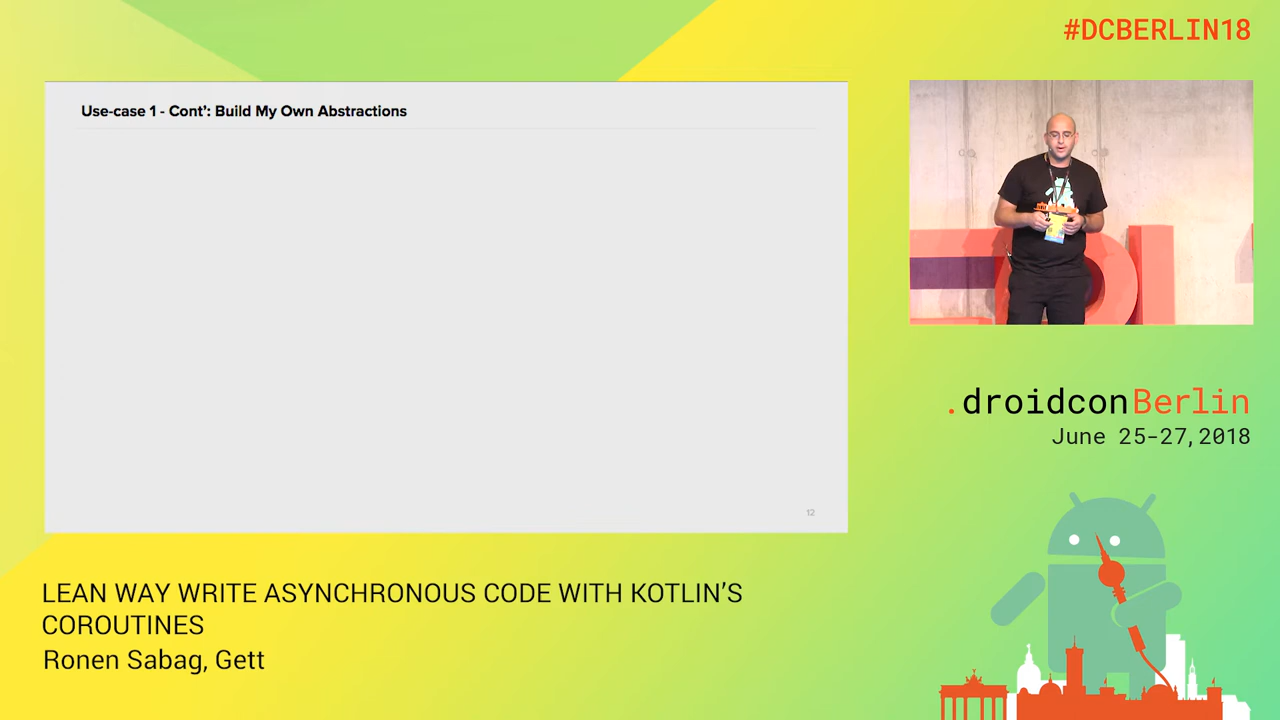 #DCBERLIN18
Use-case 1 - Cont': Build My Own Abstractions
12
.droidconBerlin
June 25-27, 2018
LEAN WAY WRITE ASYNCHRONOUS CODE WITH KOTLIN'S
COROUTINES
Ronen Sabag, Gett